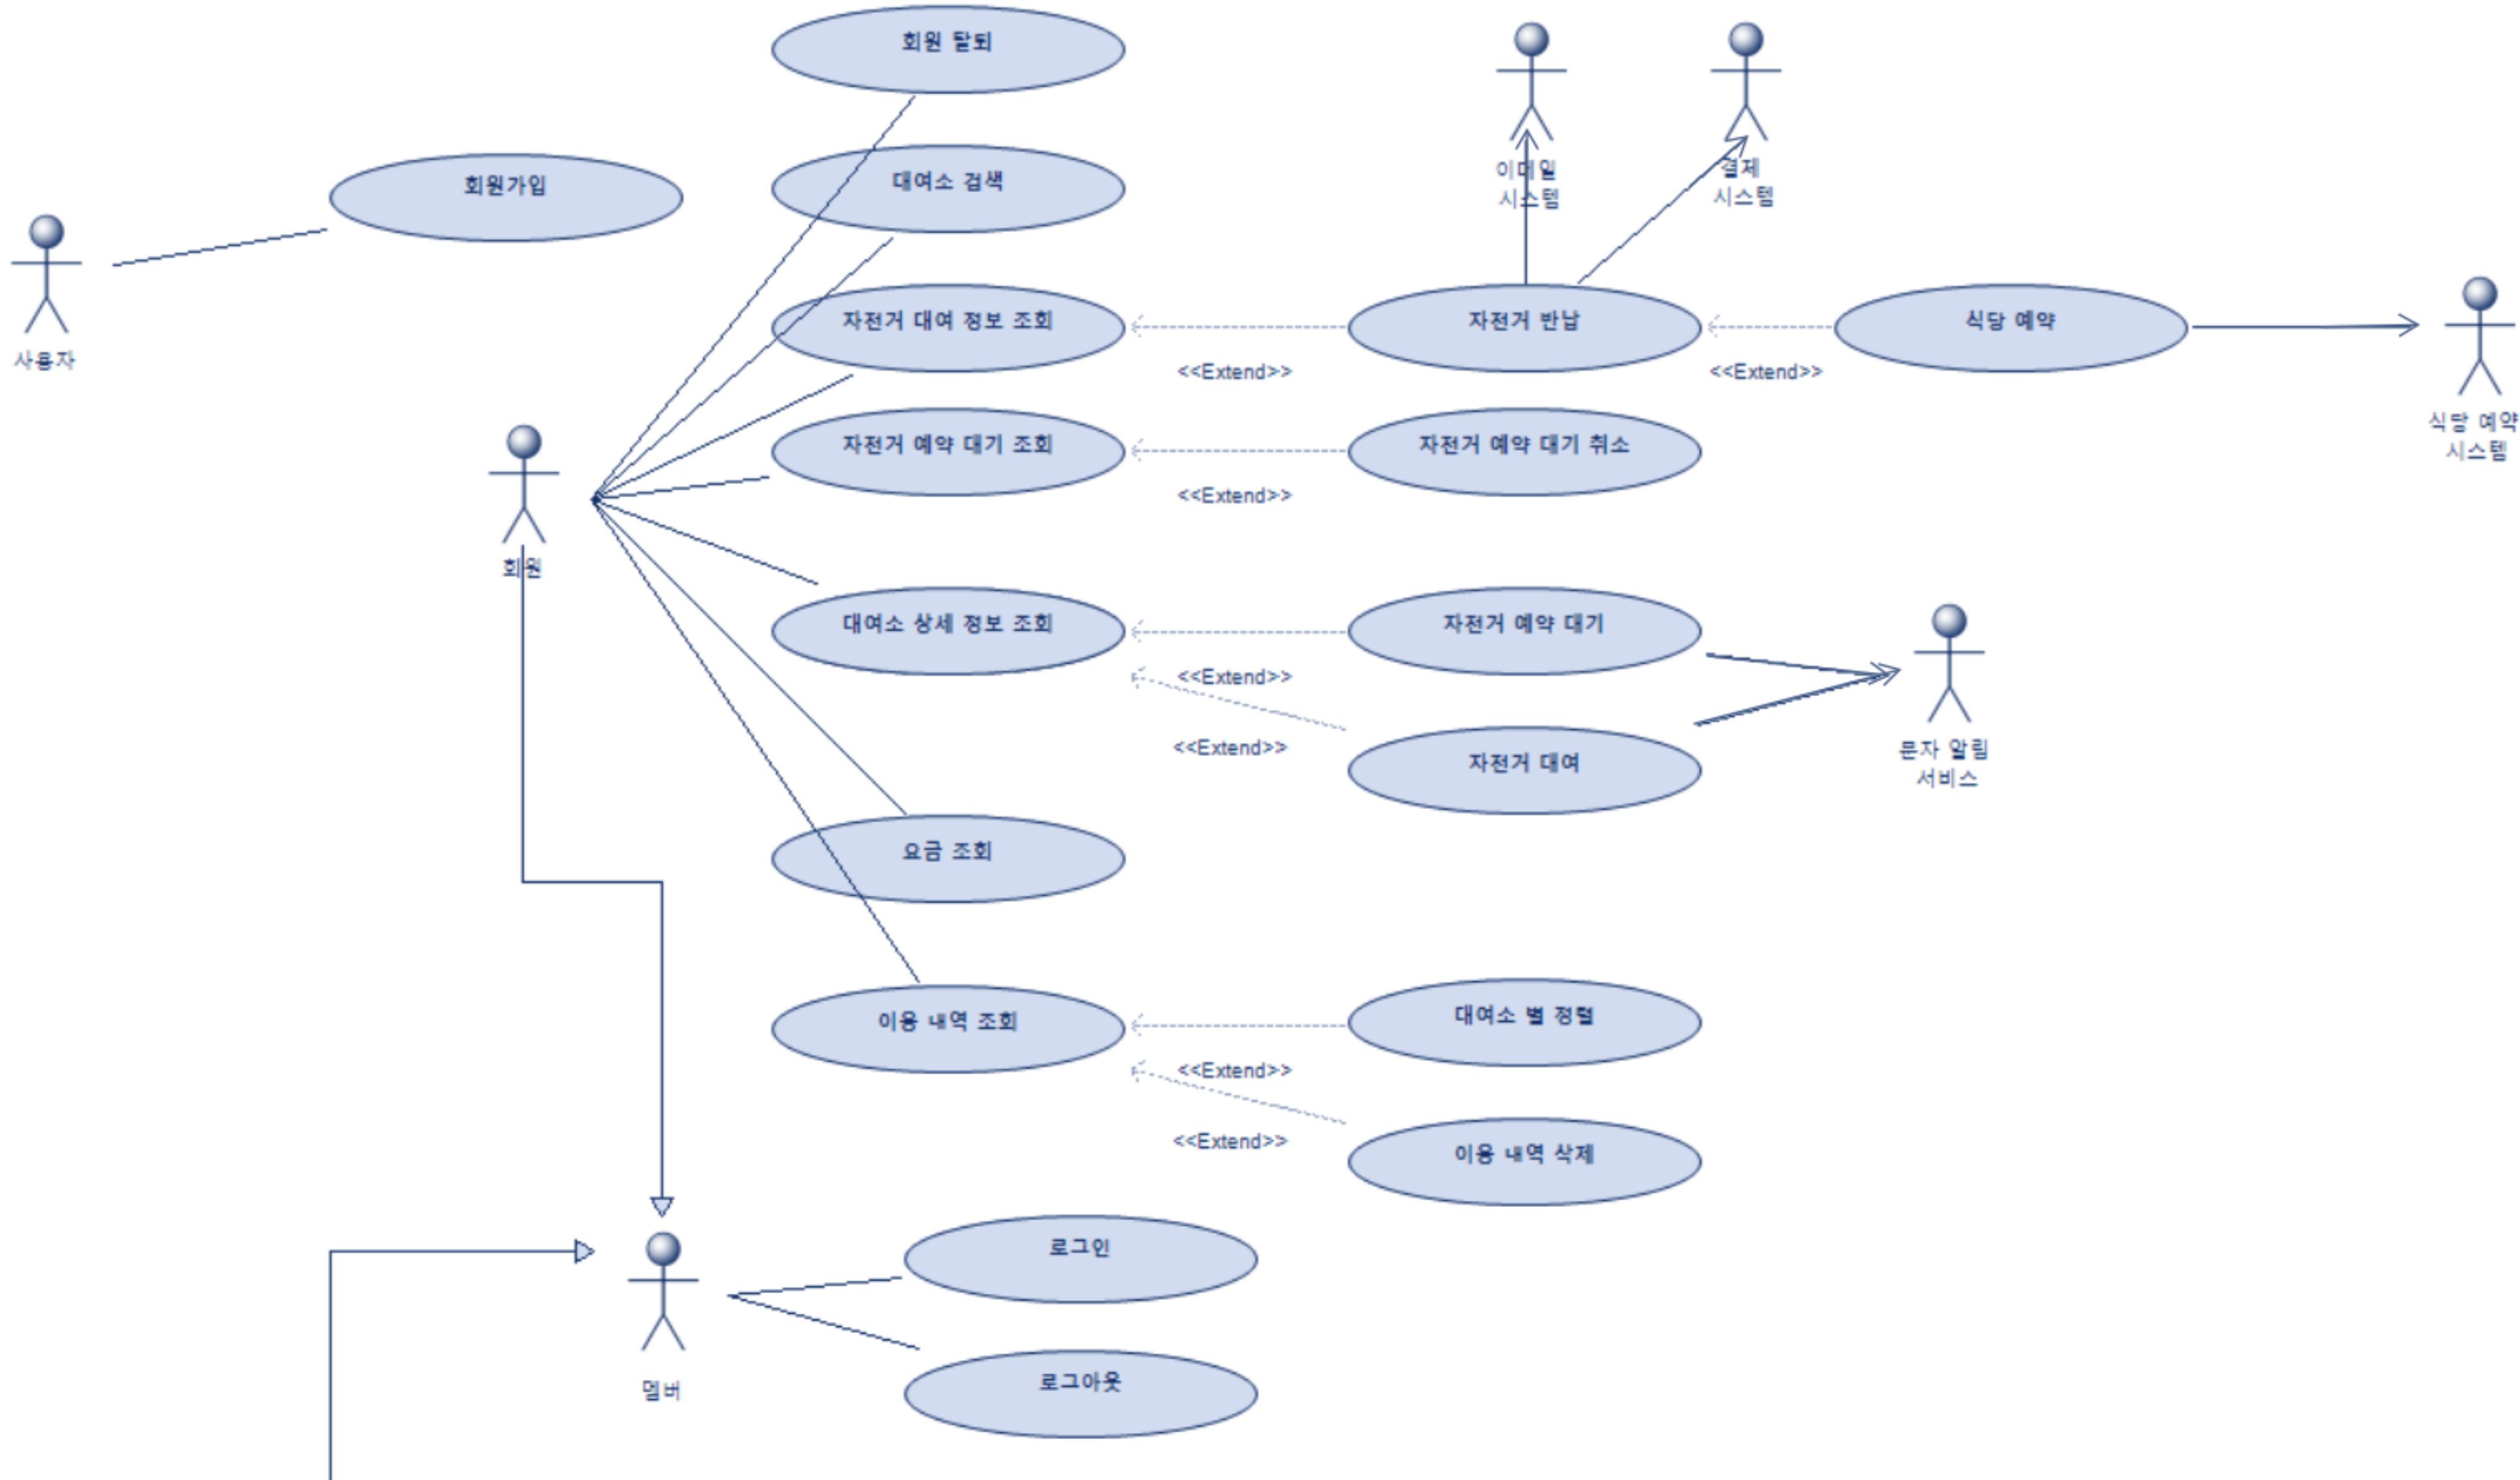 회원 탈퇴
이메일
시스템
결제
시스템
회원가입
대여소 검색
사용자
자전거 대여 정보 조회
<<Extend>>
자전거 반납
<<Extend>>
식당 예약
식당 예약
시스템
회원
자전거 예약 대기 조회
<<Extend>>
자전거 예약 대기 취소
대여소 상세 정보 조회
<<Extend>>
<<Extend>>
자전거 예약 대기
자전거 대여
문자 알림
서비스
요금 조회
이용 내역 조회
<<Extend>>
<<Extend>>
대여소 별 정렬
이용 내역 삭제
멤버
로그인
로그아웃